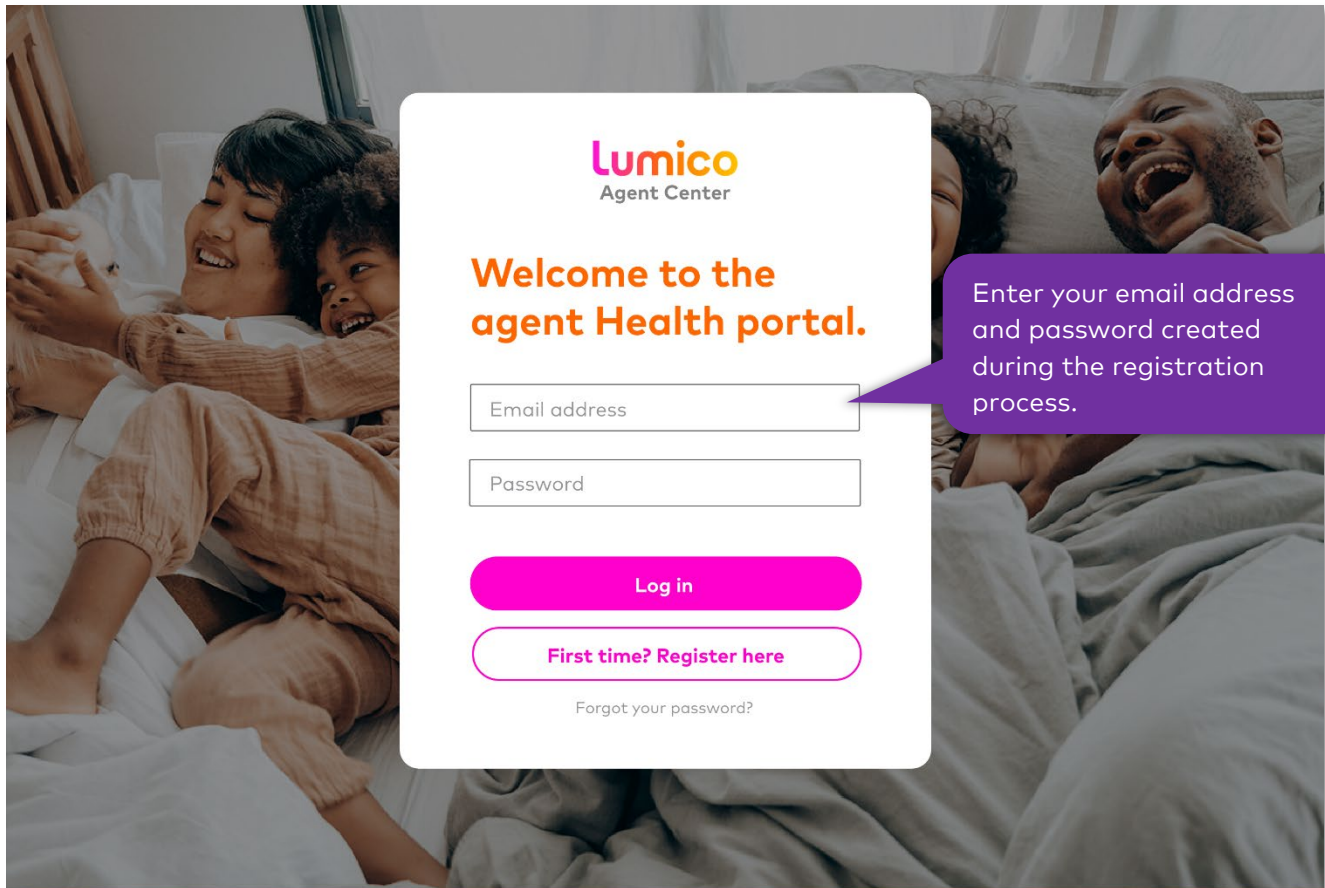 Lumico
Agent Center
Welcome to the
agent Health portal.
Enter your email address
and password created
during the registration
process.
Email address
Password
Log in
First time? Register here
Forgot your password?